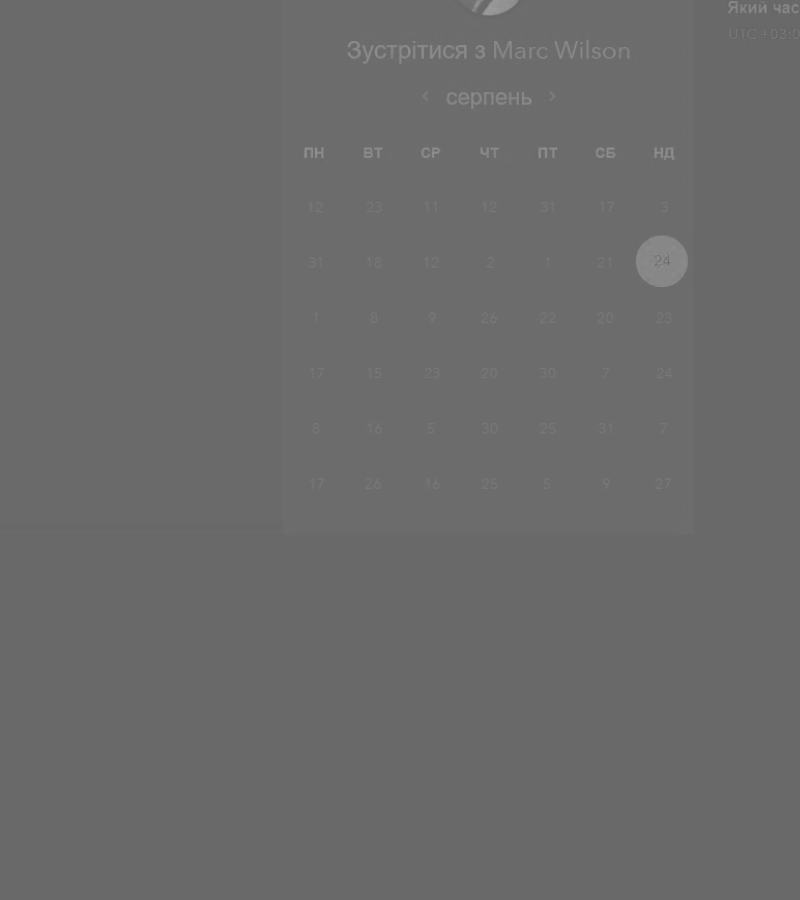 Зустрітися з Marc Wilson
серпень
ПН ВТ СР ЧТ ПТ СБ НД
12 23 11 12 31 17 3
31 18 12 2 1 21 24
1 8 9 26 22 20 23
17 15 23 20 30 7 24
8 16 5 30 25 31 7
17 26 16 25 5 9 27
Який час
UTC +03:0